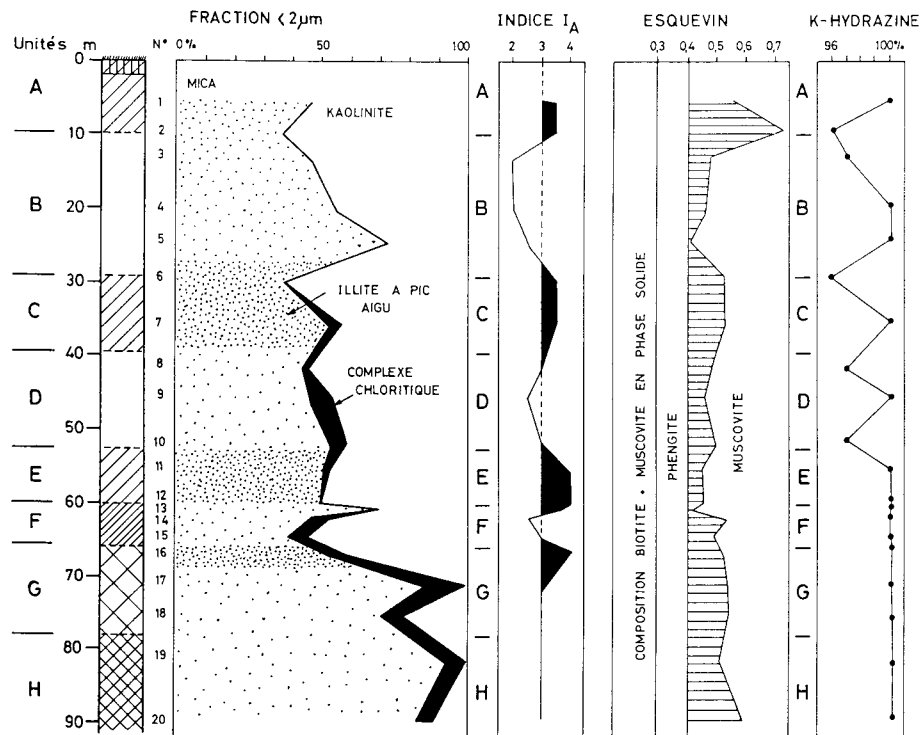 FRACTION < 2µm
INDICE I_A
ESQUEVIN
K-HYDRAZINE
Unités m N° 0% 50 100
2 3 4
0,3 0,4 0,5 0,6 0,7
96 100%
0
10
20
30
40
50
60
70
80
90
A
B
C
D
E
F
G
H
1
2
3
4
5
6
7
8
9
10
11
12
13
14
15
16
17
18
19
20
MICA
KAOLINITE
ILLITE A PIC
AIGU
COMPLEXE
CHLORITIQUE
A
B
C
D
E
F
G
H
COMPOSITION BIOTITE + MUSCOVITE EN PHASE SOLIDE
PHENGITE
MUSCOVITE
A
B
C
D
E
F
G
H